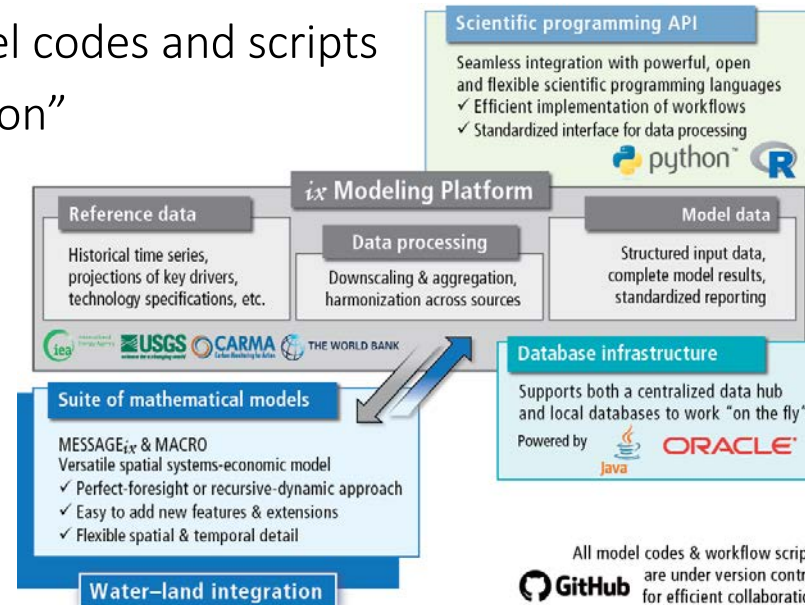 el codes and scripts
on”
Scientific programming API
Seamless integration with powerful, open
and flexible scientific programming languages
✓ Efficient implementation of workflows
✓ Standardized interface for data processing
python™ R
ix Modeling Platform
Reference data
Historical time series,
projections of key drivers,
technology specifications, etc.
Data processing
Downscaling & aggregation,
harmonization across sources
Model data
Structured input data,
complete model results,
standardized reporting
iea
USGS
CARMA
THE WORLD BANK
Suite of mathematical models
MESSAGEix & MACRO
Versatile spatial systems-economic model
✓ Perfect-foresight or recursive-dynamic approach
✓ Easy to add new features & extensions
✓ Flexible spatial & temporal detail
Water–land integration
Database infrastructure
Supports both a centralized data hub
and local databases to work “on the fly”
Powered by Java ORACLE
All model codes & workflow scrip
are under version contr
GitHub for efficient collaboratio